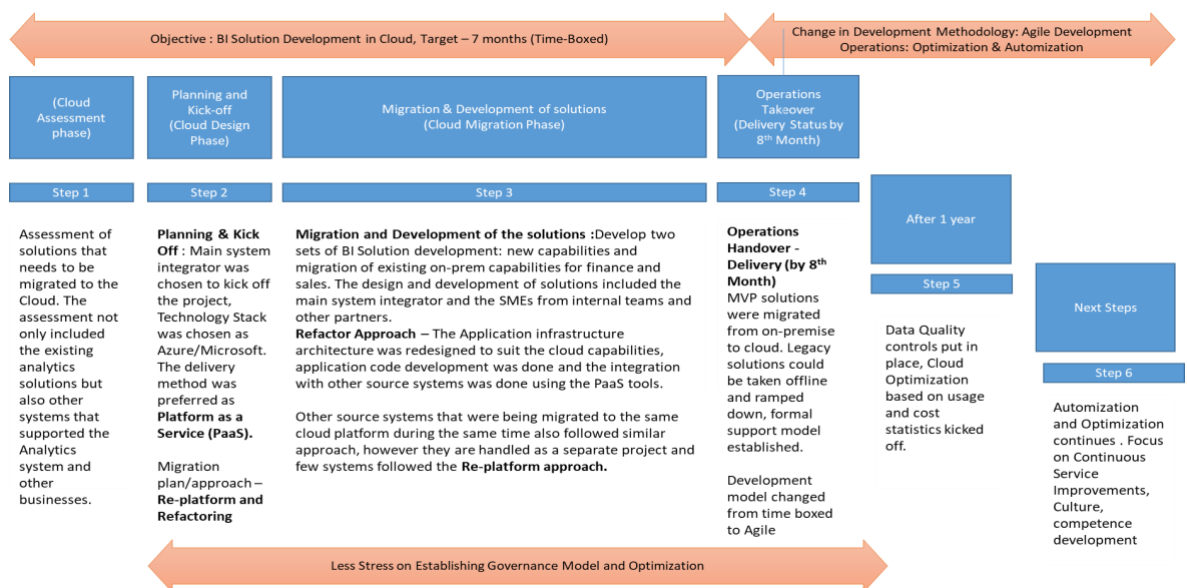 Objective : BI Solution Development in Cloud, Target – 7 months (Time-Boxed)
Change in Development Methodology: Agile Development
Operations: Optimization & Automization
(Cloud
Assessment
phase)
Planning and
Kick-off
(Cloud Design
Phase)
Migration & Development of solutions
(Cloud Migration Phase)
Operations
Takeover
(Delivery Status by
8th Month)
Step 1
Step 2
Step 3
Step 4
After 1 year
Step 5
Next Steps
Step 6
Assessment of
solutions that
needs to be
migrated to the
Cloud. The
assessment not
only included
the existing
analytics
solutions but
also other
systems that
supported the
Analytics
system and
other
businesses.
Planning & Kick
Off : Main system
integrator was
chosen to kick off
the project,
Technology Stack
was chosen as
Azure/Microsoft.
The delivery
method was
preferred as
Platform as a
Service (PaaS).
Migration
plan/approach –
Re-platform and
Refactoring
Migration and Development of the solutions :Develop two
sets of BI Solution development: new capabilities and
migration of existing on-prem capabilities for finance and
sales. The design and development of solutions included the
main system integrator and the SMEs from internal teams and
other partners.
Refactor Approach – The Application infrastructure
architecture was redesigned to suit the cloud capabilities,
application code development was done and the integration
with other source systems was done using the PaaS tools.
Other source systems that were being migrated to the same
cloud platform during the same time also followed similar
approach, however they are handled as a separate project and
few systems followed the Re-platform approach.
Operations
Handover -
Delivery (by 8th
Month)
MVP solutions
were migrated
from on-premise
to cloud. Legacy
solutions could
be taken offline
and ramped
down, formal
support model
established.
Development
model changed
from time boxed
to Agile
Data Quality
controls put in
place, Cloud
Optimization
based on usage
and cost
statistics kicked
off.
Automization
and Optimization
continues . Focus
on Continuous
Service
Improvements,
Culture,
competence
development
Less Stress on Establishing Governance Model and Optimization